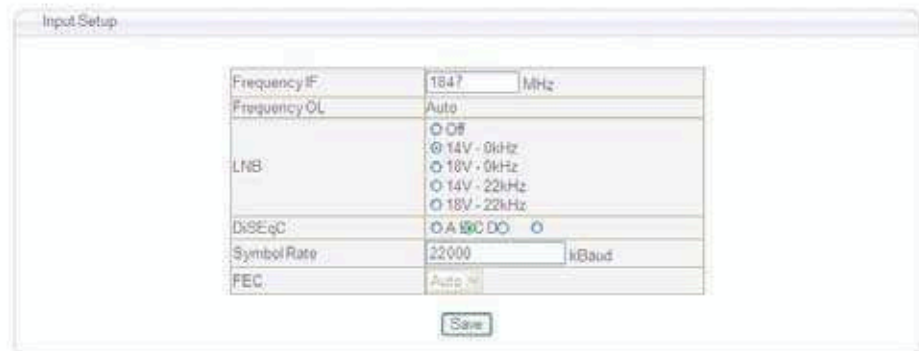 Input Setup
Frequency IF 1847 MHz
Frequency OL Auto
LNB
Off
14V - 0kHz
18V - 0kHz
14V - 22kHz
18V - 22kHz
DiSEqC A C D
Symbol Rate 22000 kBaud
FEC Auto
Save